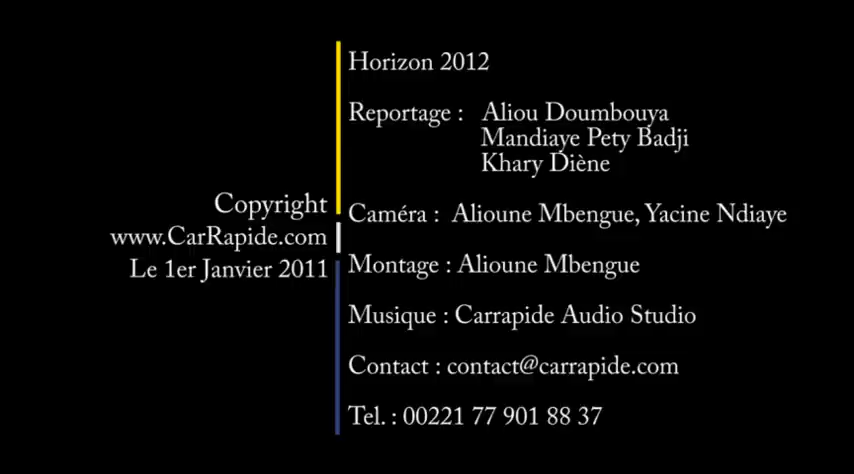 Copyright
www.CarRapide.com
Le 1er Janvier 2011
Horizon 2012
Reportage : Aliou Doumbouya
Mandiaye Pety Badji
Khary Diène
Caméra : Alioune Mbengue, Yacine Ndiaye
Montage : Alioune Mbengue
Musique : Carrapide Audio Studio
Contact : contact@carrapide.com
Tel. : 00221 77 901 88 37